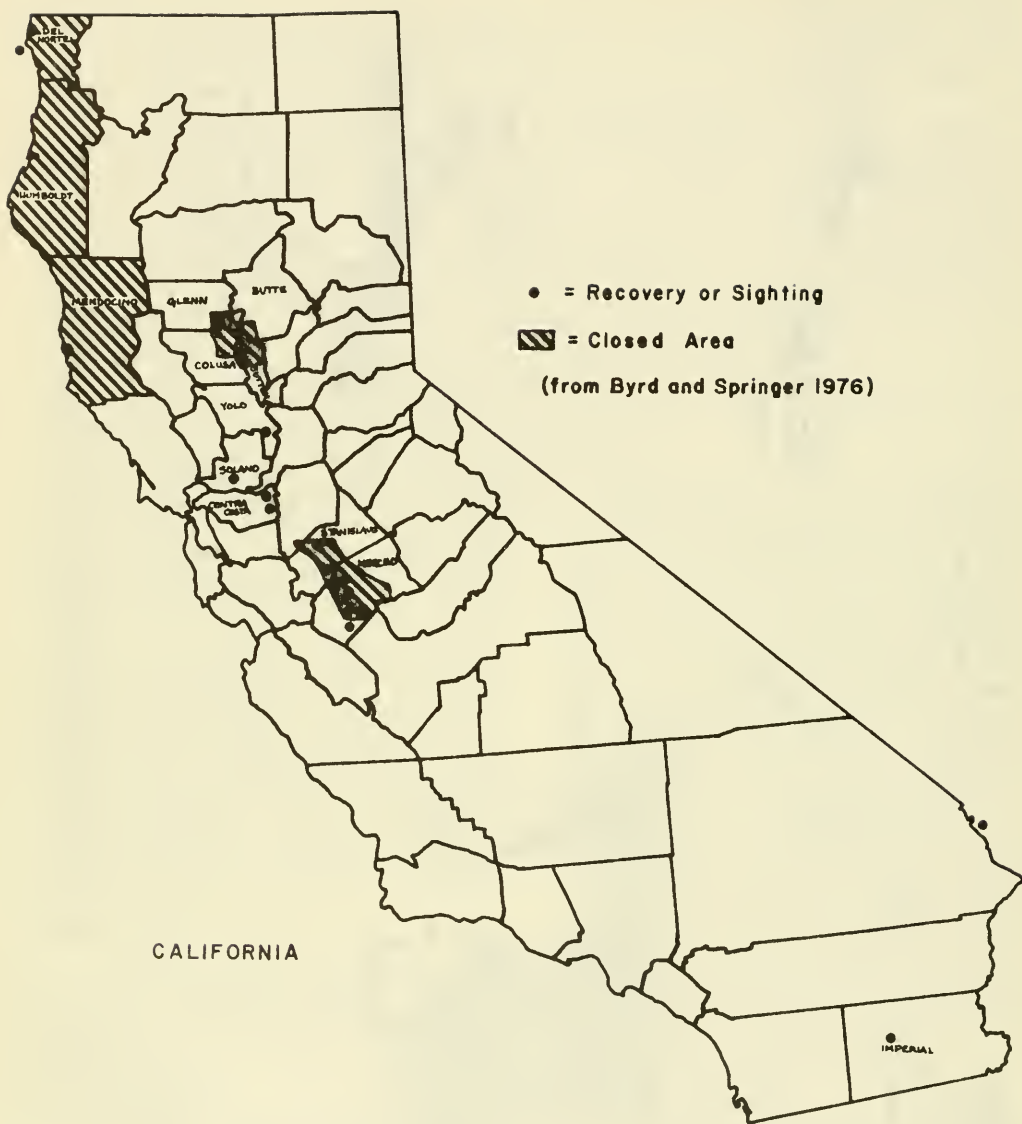 DEL
NORTE
HUMBOLDT
MENDOCINO
GLENN
BUTTE
COLUSA
YOLO
SOLANO
CONTRA
COSTA
STANISLAUS
MERCED
• = Recovery or Sighting
= Closed Area
(from Byrd and Springer 1976)
CALIFORNIA
IMPERIAL